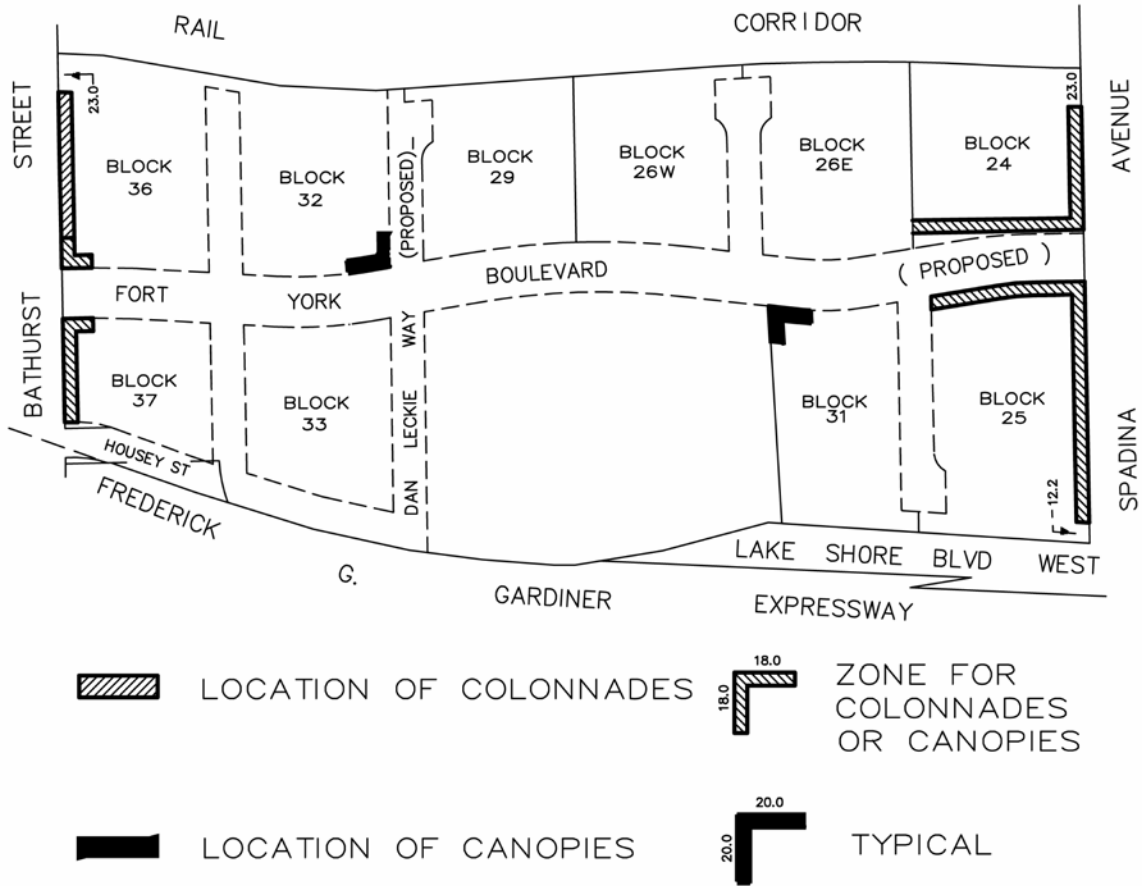 RAIL CORRIDOR
STREET
BATHURST
AVENUE
SPADINA
23.0
23.0
BLOCK
36
BLOCK
32
(PROPOSED)
BLOCK
29
BLOCK
26W
BLOCK
26E
BLOCK
24
FORT YORK BOULEVARD ( PROPOSED )
BLOCK
37
BLOCK
33
DAN LECKIE WAY
BLOCK
31
BLOCK
25
12.2
HOUSEY ST
FREDERICK G. GARDINER EXPRESSWAY
LAKE SHORE BLVD WEST
LOCATION OF COLONNADES
18.0
18.0
ZONE FOR
COLONNADES
OR CANOPIES
LOCATION OF CANOPIES
20.0
20.0
TYPICAL